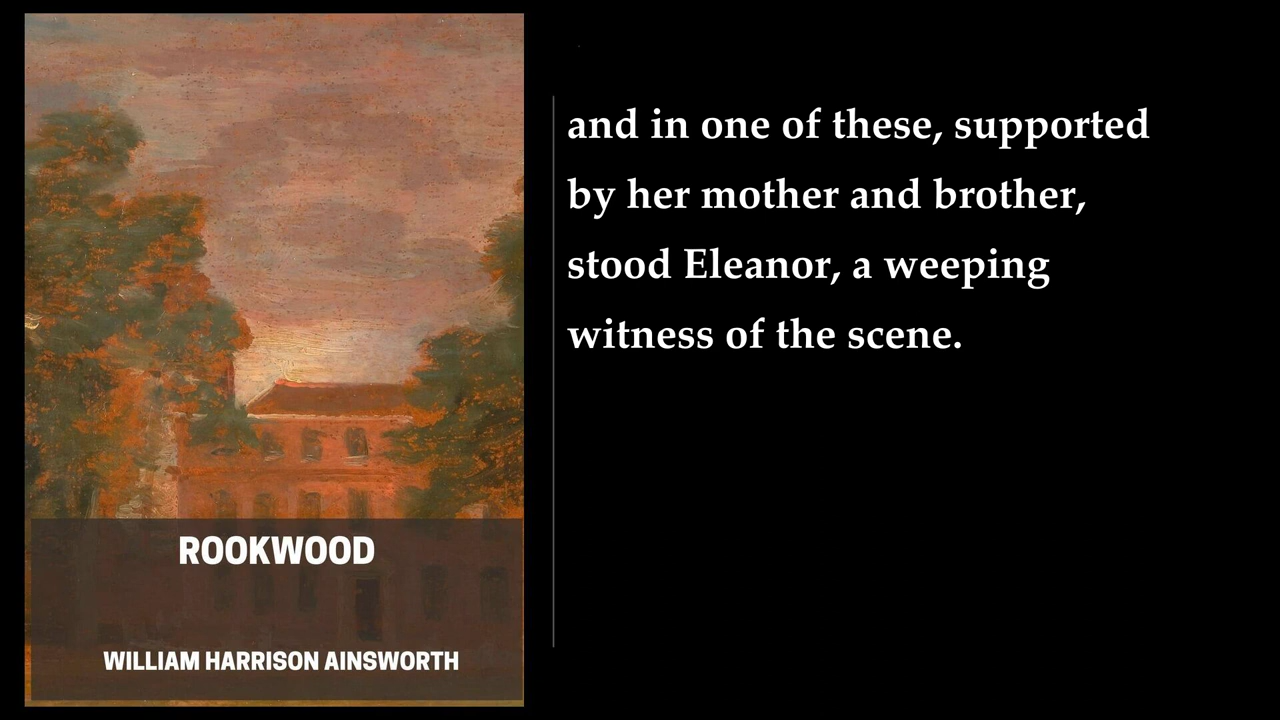 and in one of these, supported
by her mother and brother,
stood Eleanor, a weeping
witness of the scene.
ROOKWOOD
WILLIAM HARRISON AINSWORTH